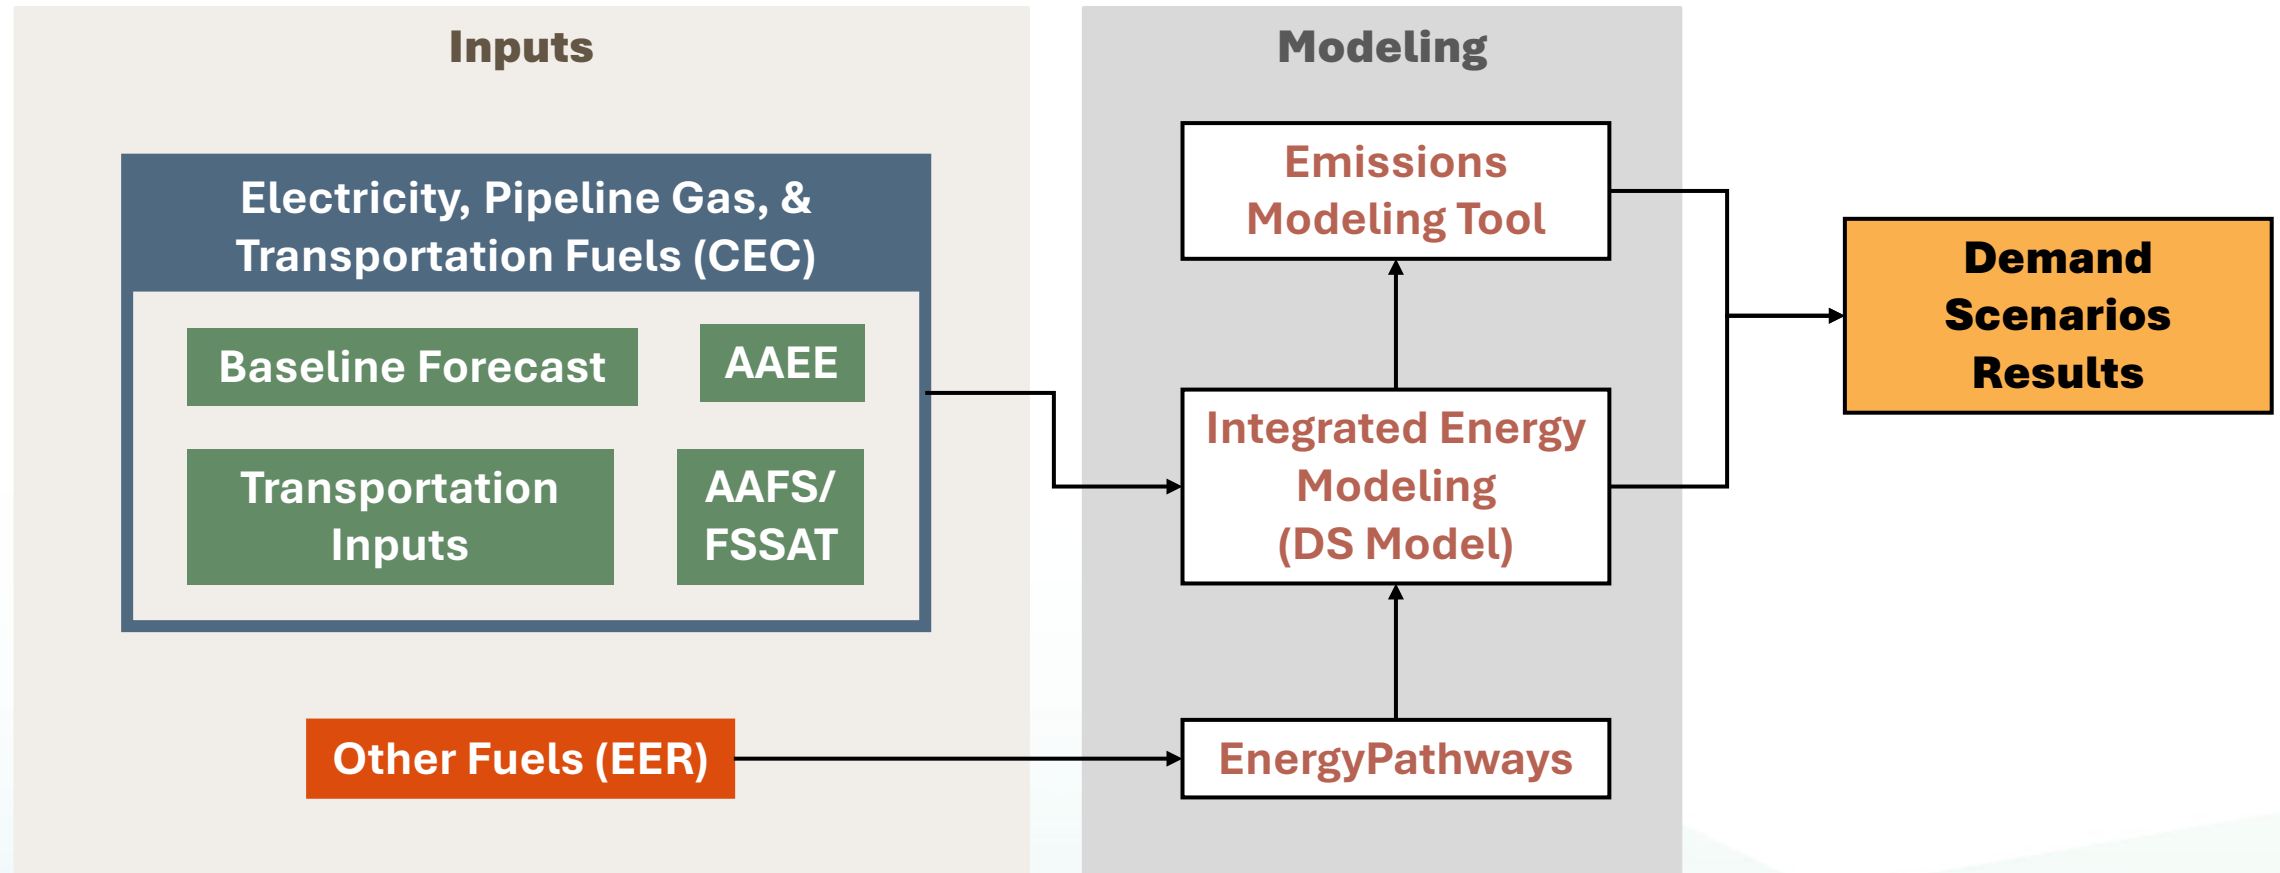 Inputs
Electricity, Pipeline Gas, &
Transportation Fuels (CEC)
Baseline Forecast
AAEE
Transportation
Inputs
AAFS/
FSSAT
Other Fuels (EER)
Modeling
Emissions
Modeling Tool
Integrated Energy
Modeling
(DS Model)
EnergyPathways
Demand
Scenarios
Results